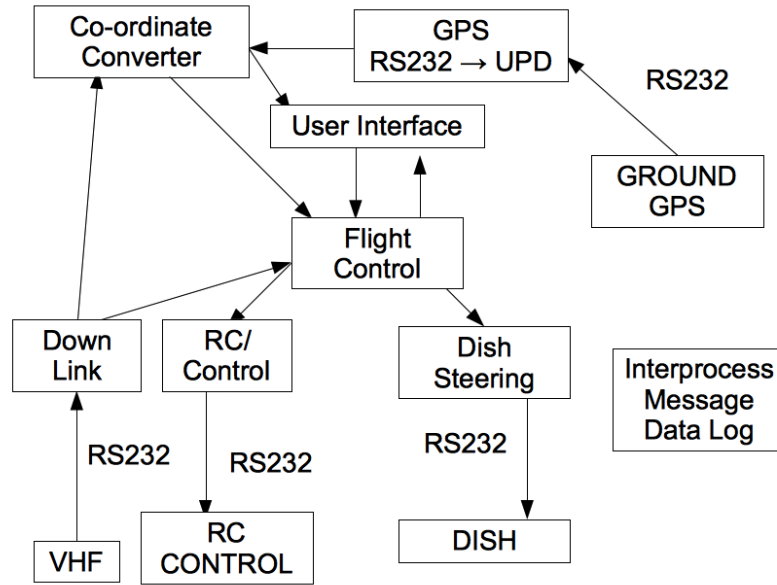 Co-ordinate
Converter
GPS
RS232 → UPD
RS232
User Interface
GROUND
GPS
Flight
Control
Down
Link
RC/
Control
Dish
Steering
Interprocess
Message
Data Log
RS232
RS232
RS232
VHF
RC
CONTROL
DISH